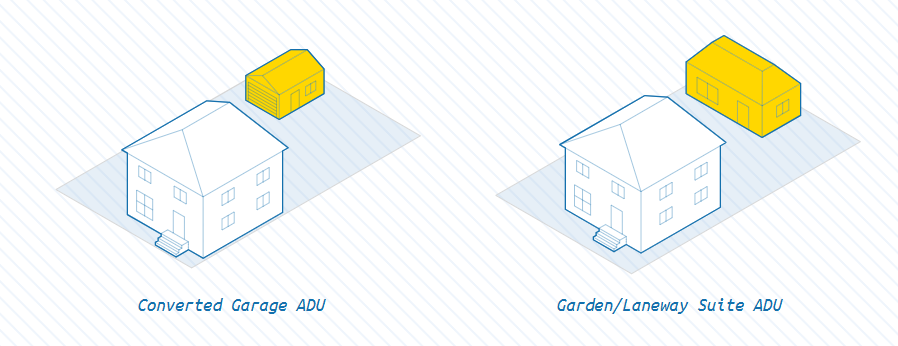 Converted Garage ADU
Garden/Laneway Suite ADU